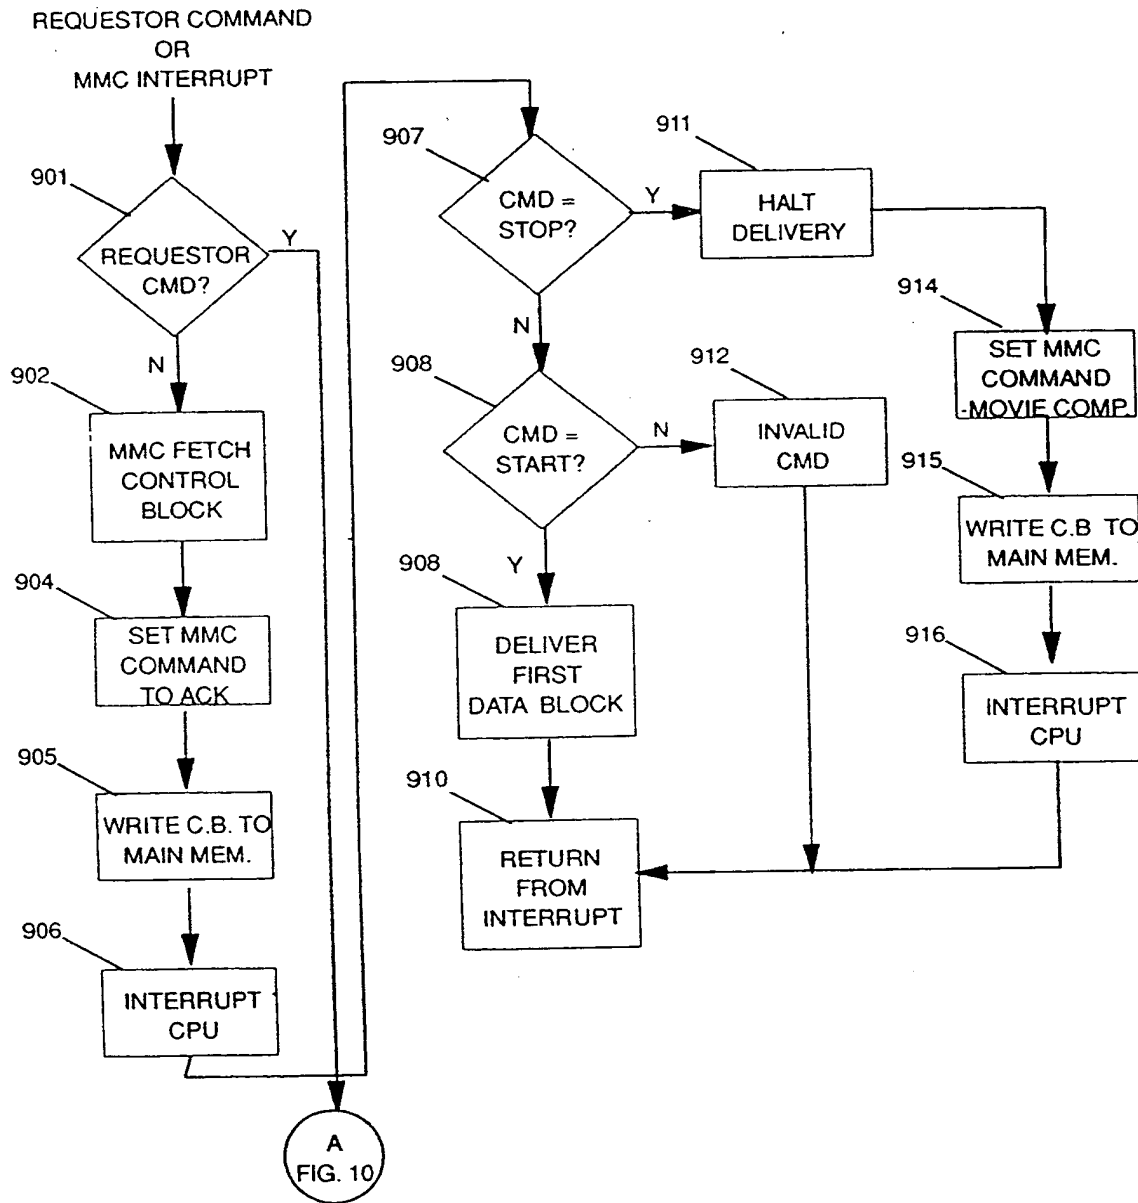 REQUESTOR COMMAND
OR
MMC INTERRUPT
901
REQUESTOR
CMD?
Y
N
902
MMC FETCH
CONTROL
BLOCK
904
SET MMC
COMMAND
TO ACK
905
WRITE C.B. TO
MAIN MEM.
906
INTERRUPT
CPU
A
FIG. 10
907
CMD =
STOP?
Y
N
911
HALT
DELIVERY
908
CMD =
START?
N
Y
912
INVALID
CMD
908
DELIVER
FIRST
DATA BLOCK
910
RETURN
FROM
INTERRUPT
914
SET MMC
COMMAND
-MOVIE COMP.
915
WRITE C.B TO
MAIN MEM.
916
INTERRUPT
CPU